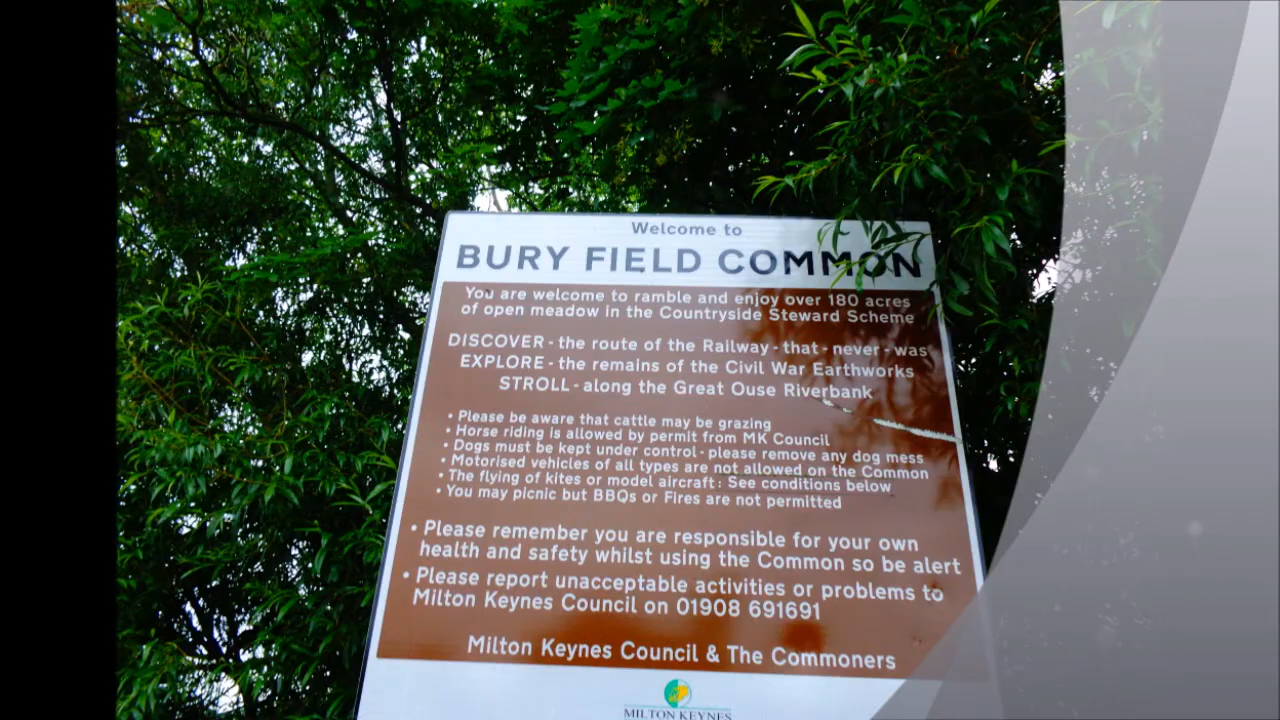 Welcome to
BURY FIELD COMMON
You are welcome to ramble and enjoy over 180 acres
of open meadow in the Countryside Steward Scheme
DISCOVER - the route of the Railway - that - never - was
EXPLORE - the remains of the Civil War Earthworks
STROLL - along the Great Ouse Riverbank
• Please be aware that cattle may be grazing
• Horse riding is allowed by permit from MK Council
• Dogs must be kept under control - please remove any dog mess
• Motorised vehicles of all types are not allowed on the Common
• The flying of kites or model aircraft : See conditions below
• You may picnic but BBQs or Fires are not permitted
• Please remember you are responsible for your own
health and safety whilst using the Common so be alert
• Please report unacceptable activities or problems to
Milton Keynes Council on 01908 691691
Milton Keynes Council & The Commoners
MILTON KEYNES